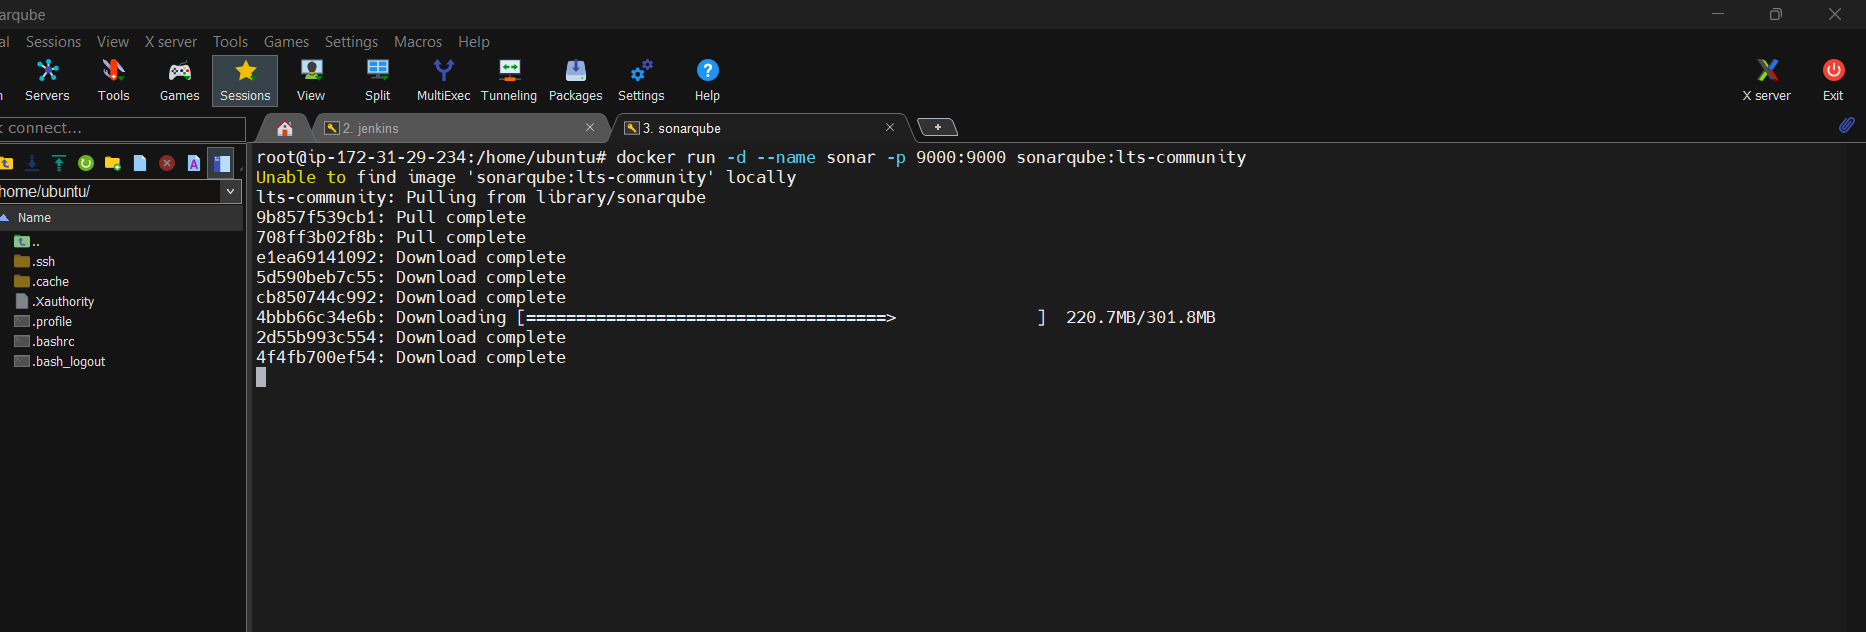 arqube
al Sessions View X server Tools Games Settings Macros Help
n Servers Tools Games Sessions View Split MultiExec Tunneling Packages Settings Help X server Exit
k connect...
2. jenkins
3. sonarqube
/home/ubuntu/
Name
..
.ssh
.cache
.Xauthority
.profile
.bashrc
.bash_logout
root@ip-172-31-29-234:/home/ubuntu# docker run -d --name sonar -p 9000:9000 sonarqube:lts-community
Unable to find image 'sonarqube:lts-community' locally
lts-community: Pulling from library/sonarqube
9b857f539cb1: Pull complete
708ff3b02f8b: Pull complete
e1ea69141092: Download complete
5d590beb7c55: Download complete
cb850744c992: Download complete
4bbb66c34e6b: Downloading [====================================>              ]  220.7MB/301.8MB
2d55b993c554: Download complete
4f4fb700ef54: Download complete